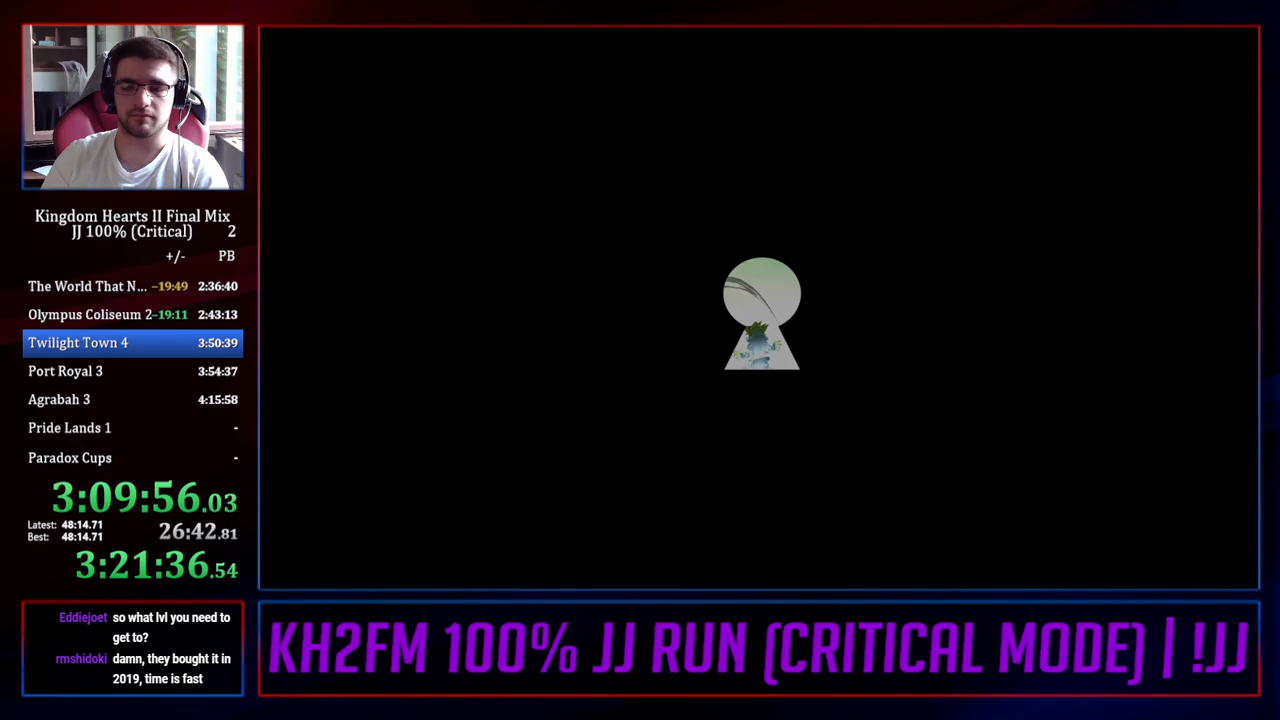 Kingdom Hearts II Final Mix
JJ 100% (Critical) 2
+/- PB
The World That N... −19:49 2:36:40
Olympus Coliseum 2 −19:11 2:43:13
Twilight Town 4 3:50:39
Port Royal 3 3:54:37
Agrabah 3 4:15:58
Pride Lands 1 -
Paradox Cups -
3:09:56.03
Latest: 48:14.71 26:42.81
Best: 48:14.71
3:21:36.54
Eddiejoet so what lvl you need to
get to?
rmshidoki damn, they bought it in
2019, time is fast
KH2FM 100% JJ RUN (CRITICAL MODE) | !JJ